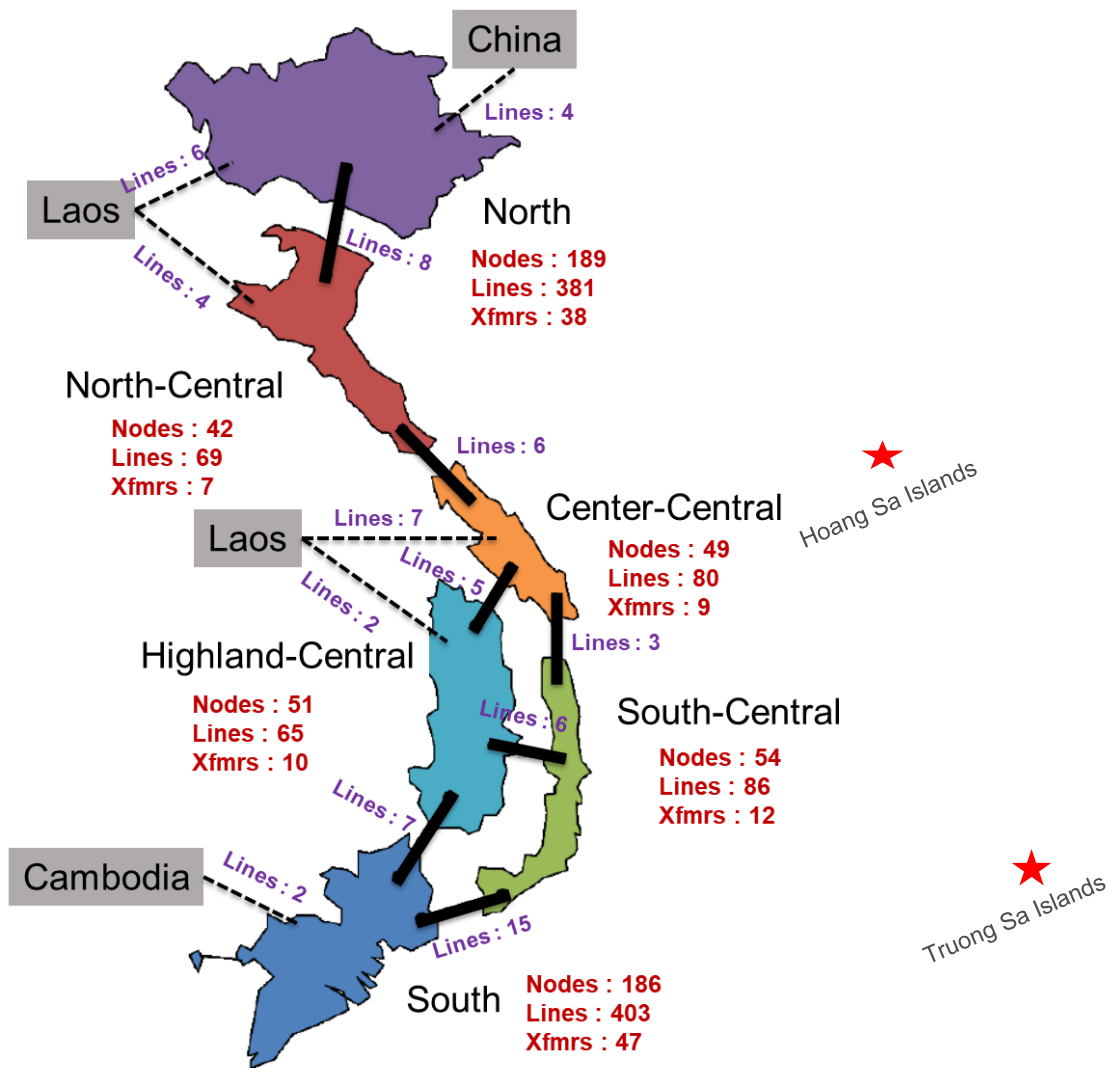 China
Lines : 4
Lines : 6
Laos
Lines : 4
Lines : 8
North
Nodes : 189
Lines : 381
Xfmrs : 38
North-Central
Nodes : 42
Lines : 69
Xfmrs : 7
Lines : 6
Hoang Sa Islands
Laos
Lines : 7
Lines : 2
Lines : 5
Center-Central
Nodes : 49
Lines : 80
Xfmrs : 9
Lines : 3
Highland-Central
Nodes : 51
Lines : 65
Xfmrs : 10
Lines : 6
South-Central
Nodes : 54
Lines : 86
Xfmrs : 12
Lines : 7
Cambodia
Lines : 2
Lines : 15
Truong Sa Islands
South
Nodes : 186
Lines : 403
Xfmrs : 47